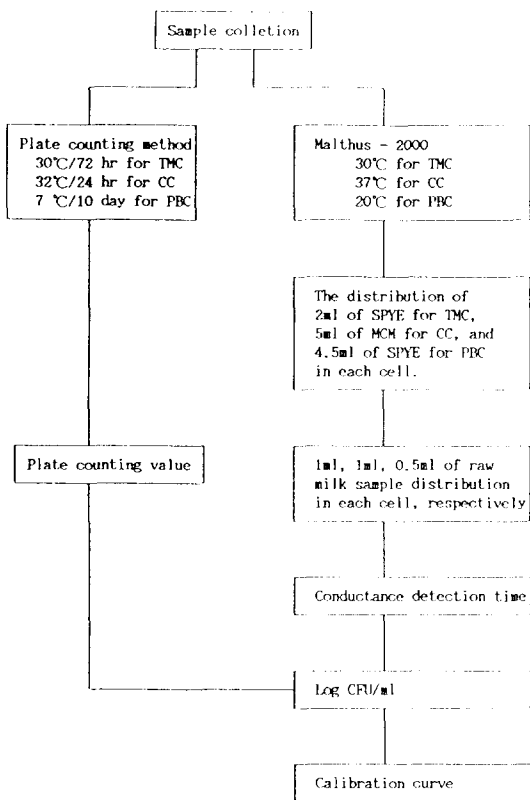 Sample colletion
Plate counting method
30℃/72 hr for TMC
32℃/24 hr for CC
7 ℃/10 day for PBC
Malthus - 2000
30℃ for TMC
37℃ for CC
20℃ for PBC
The distribution of
2ml of SPYE for TMC,
5ml of MCM for CC, and
4.5ml of SPYE for PBC
in each cell.
Plate counting value
1ml, 1ml, 0.5ml of raw
milk sample distribution
in each cell, respectively
Conductance detection time
Log CFU/ml
Calibration curve